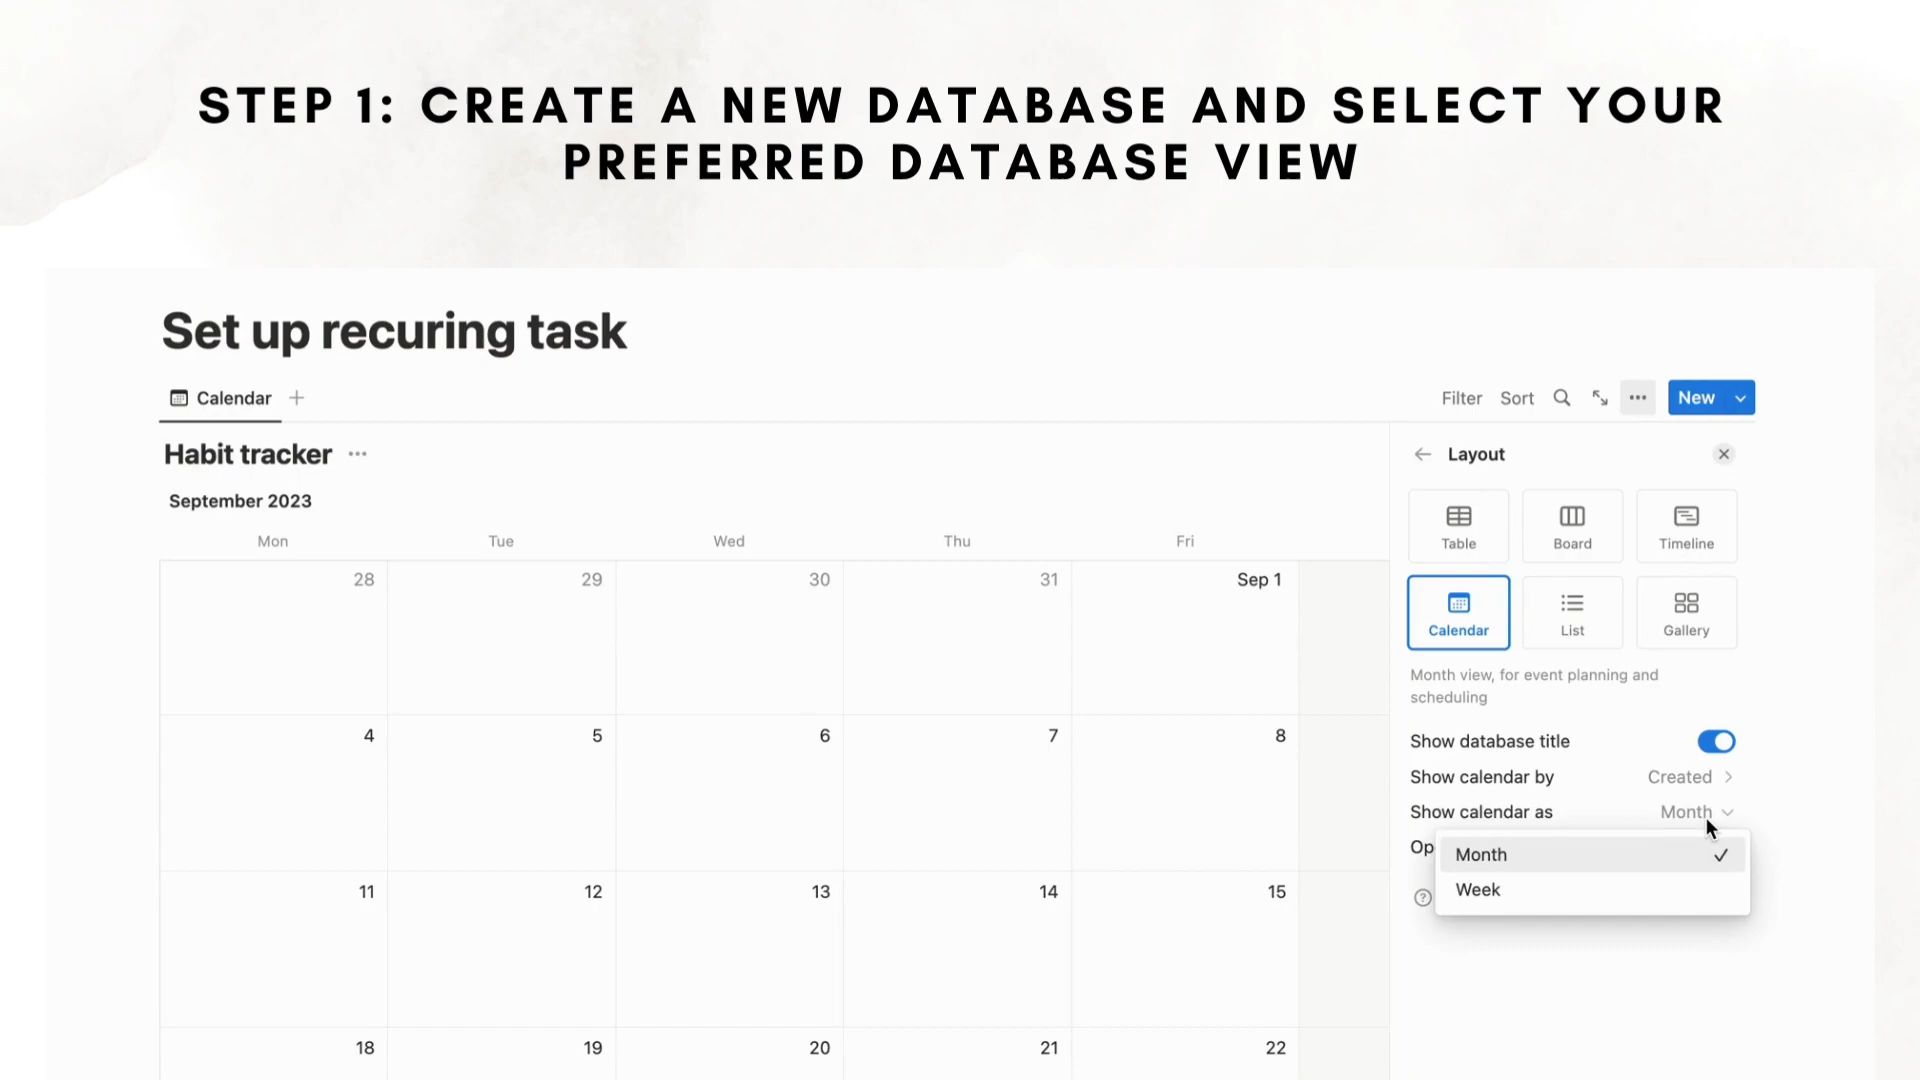 STEP 1: CREATE A NEW DATABASE AND SELECT YOUR
PREFERRED DATABASE VIEW
Set up recuring task
Calendar
Filter Sort New
Habit tracker
Layout
September 2023
Mon Tue Wed Thu Fri
Table Board Timeline
28 29 30 31 Sep 1
Calendar List Gallery
Month view, for event planning and
scheduling
4 5 6 7 8
Show database title
Show calendar by Created
Show calendar as Month
Op
Month
Week
11 12 13 14 15
18 19 20 21 22